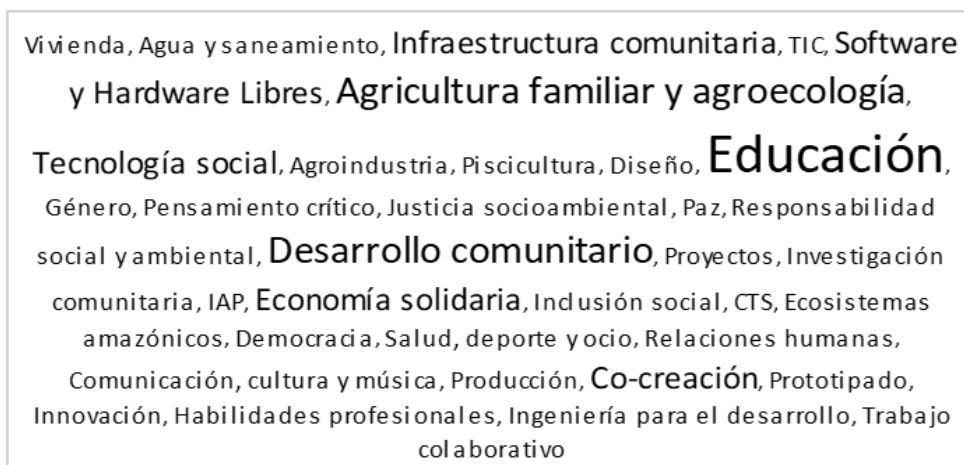 Vivienda, Agua y saneamiento, Infraestructura comunitaria, TIC, Software
y Hardware Libres, Agricultura familiar y agroecología,
Tecnología social, Agroindustria, Piscicultura, Diseño, Educación,
Género, Pensamiento crítico, Justicia socioambiental, Paz, Responsabilidad
social y ambiental, Desarrollo comunitario, Proyectos, Investigación
comunitaria, IAP, Economía solidaria, Inclusión social, CTS, Ecosistemas
amazónicos, Democracia, Salud, deporte y ocio, Relaciones humanas,
Comunicación, cultura y música, Producción, Co-creación, Prototipado,
Innovación, Habilidades profesionales, Ingeniería para el desarrollo, Trabajo
colaborativo